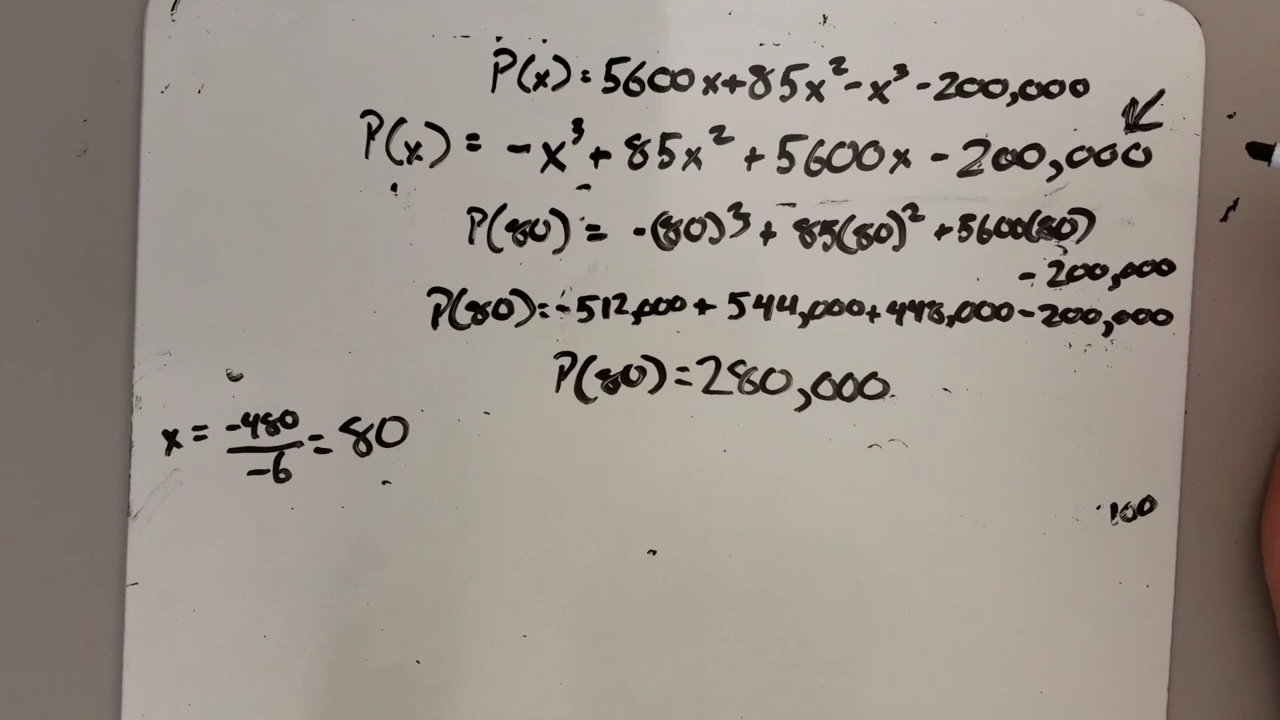 P(x) = 5600x+85x²-x³-200,000
P(x) = -x³+85x²+5600x-200,000
P(80) = -(80)³+85(80)²+5600(80)
-200,000
P(80)=-512,000+544,000+448,000-200,000
P(80)=280,000
x = -480/-6 = 80
100